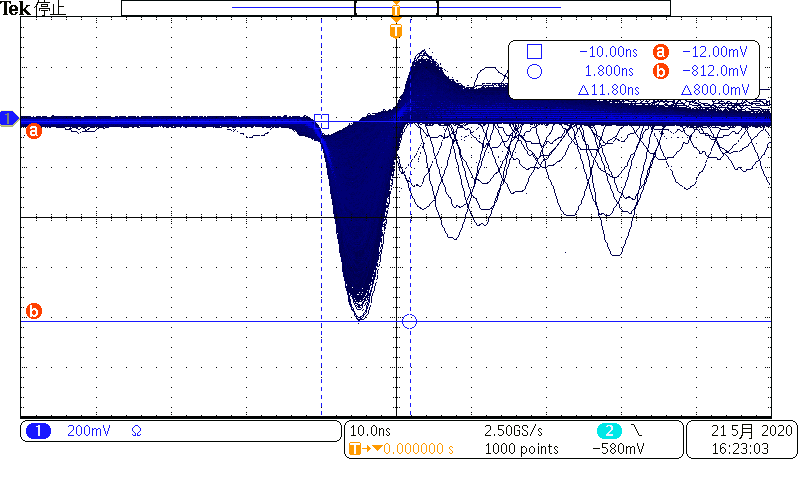 Tek 停止
T
T
−10.00ns a −12.00mV
1.800ns b −812.0mV
Δ11.80ns Δ800.0mV
1
a
b
1 200mV Ω
10.0ns 2.50GS/s 2
T→▼0.000000 s 1000 points −580mV
21 5月 2020
16:23:03